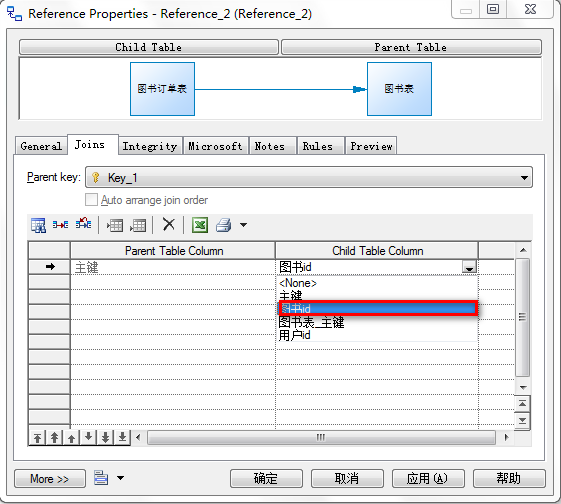 Reference Properties - Reference_2 (Reference_2)
Child Table
Parent Table
图书订单表
图书表
General
Joins
Integrity
Microsoft
Notes
Rules
Preview
Parent key:
Key_1
Auto arrange join order
Parent Table Column
Child Table Column
主键
图书id
<None>
主键
图书id
图书表_主键
用户id
More >>
确定
取消
应用(A)
帮助